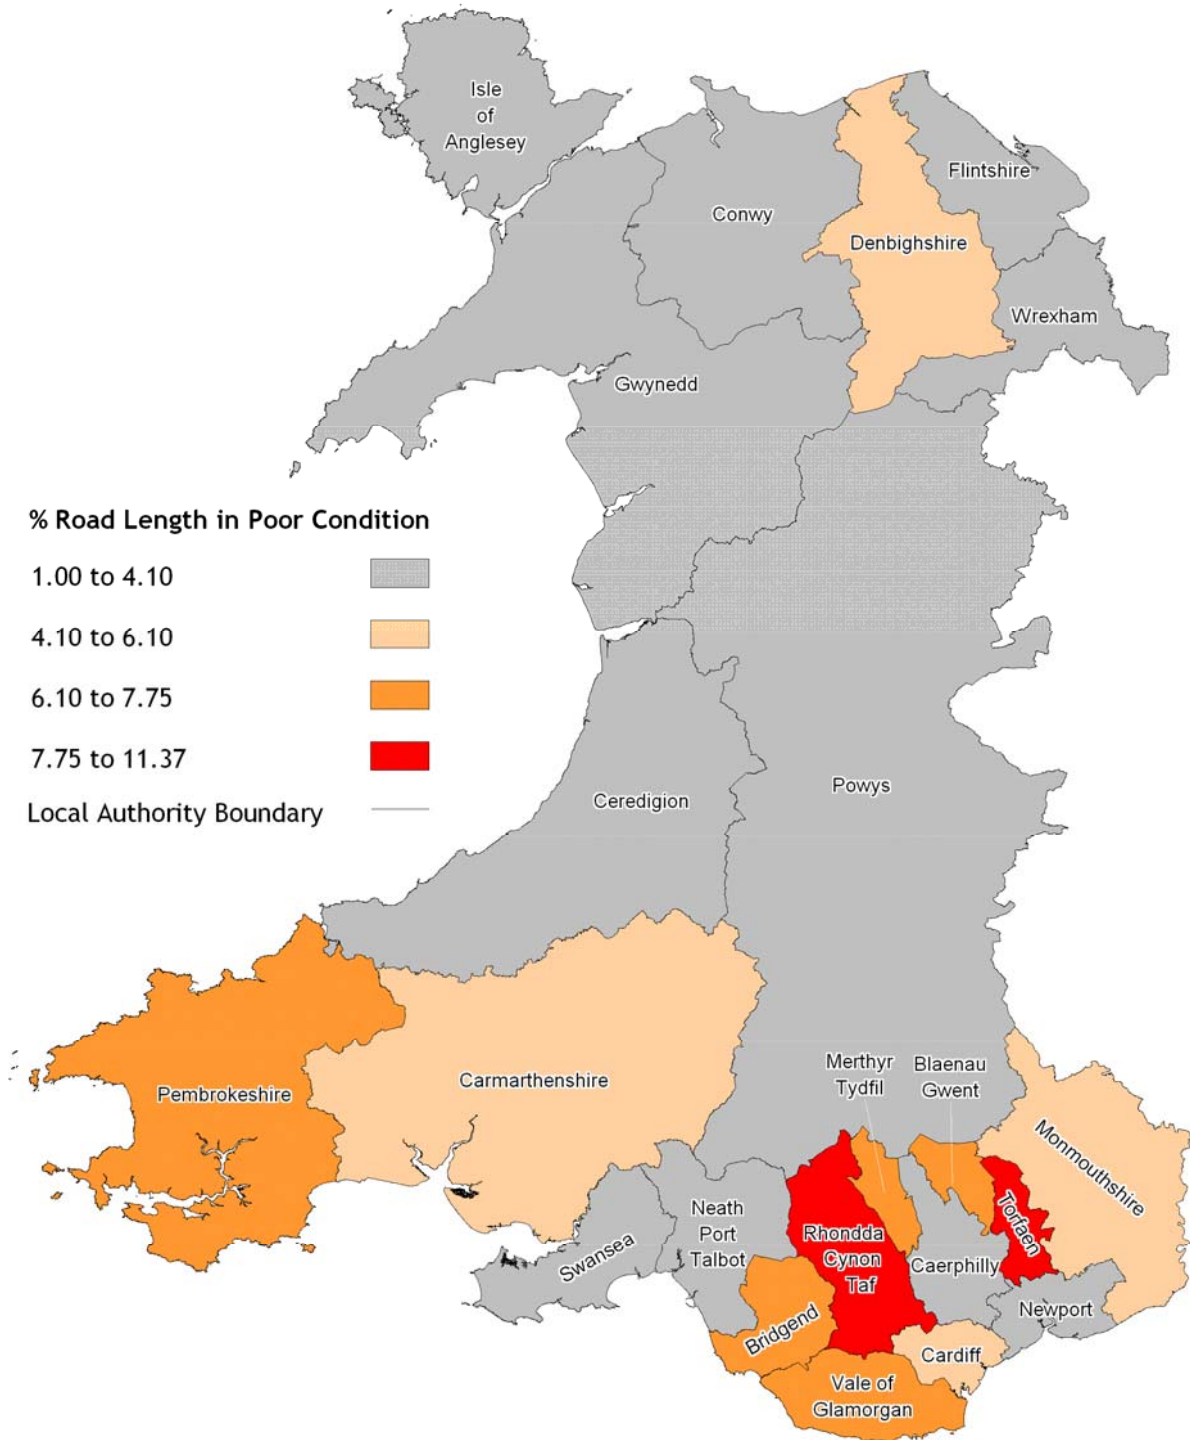 Isle
of
Anglesey
Flintshire
Conwy
Denbighshire
Wrexham
Gwynedd
% Road Length in Poor Condition
1.00 to 4.10
4.10 to 6.10
6.10 to 7.75
7.75 to 11.37
Local Authority Boundary
Ceredigion
Powys
Merthyr
Tydfil
Blaenau
Gwent
Pembrokeshire
Carmarthenshire
Monmouthshire
Neath
Port
Talbot
Swansea
Rhondda
Cynon
Taf
Torfaen
Caerphilly
Newport
Bridgend
Cardiff
Vale of
Glamorgan